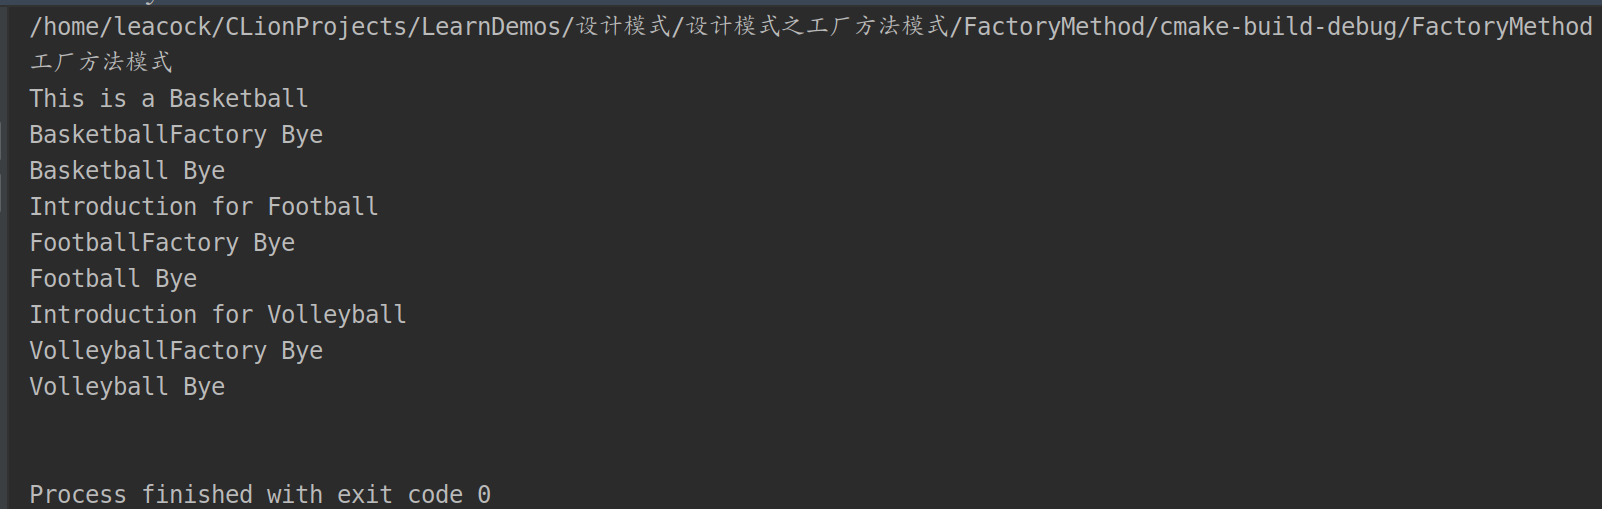 /home/leacock/CLionProjects/LearnDemos/设计模式/设计模式之工厂方法模式/FactoryMethod/cmake-build-debug/FactoryMethod
工厂方法模式
This is a Basketball
BasketballFactory Bye
Basketball Bye
Introduction for Football
FootballFactory Bye
Football Bye
Introduction for Volleyball
VolleyballFactory Bye
Volleyball Bye
Process finished with exit code 0